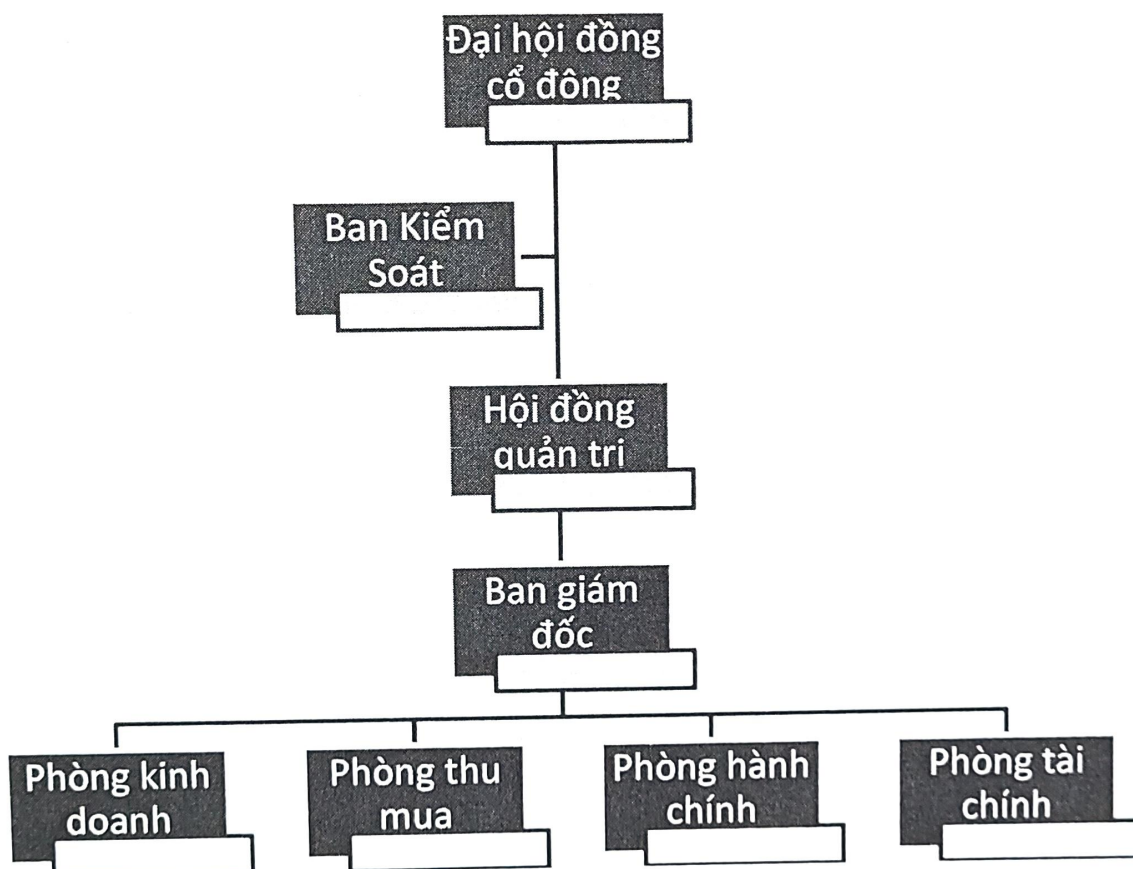 Đại hội đồng
cổ đông
Ban Kiểm
Soát
Hội đồng
quản trị
Ban giám
đốc
Phòng kinh
doanh
Phòng thu
mua
Phòng hành
chính
Phòng tài
chính